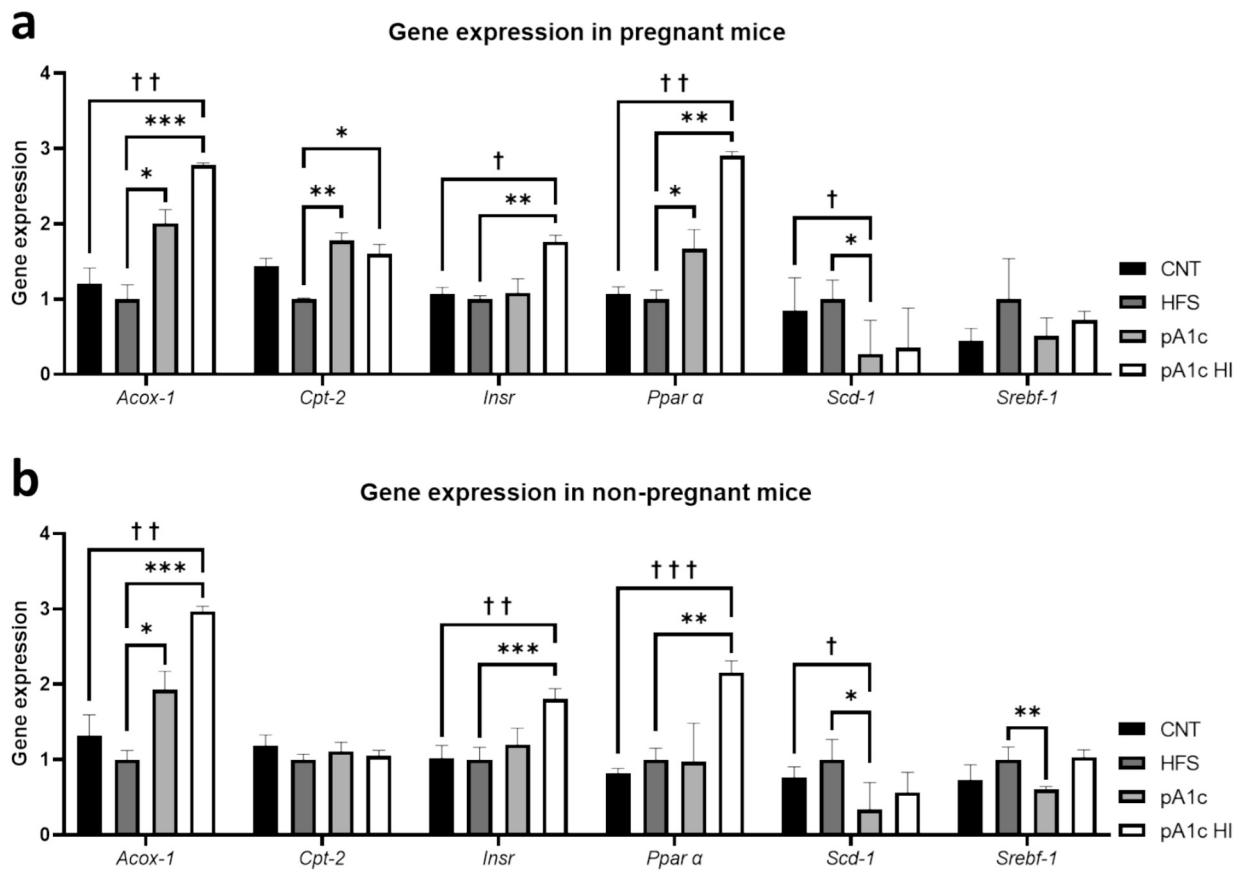 a
Gene expression in pregnant mice
Gene expression
4
3
2
1
0
††
***
*
*
**
†
**
††
**
*
†
*
CNT
HFS
pA1c
pA1c HI
Acox-1 Cpt-2 Insr Ppar α Scd-1 Srebf-1
b
Gene expression in non-pregnant mice
Gene expression
4
3
2
1
0
††
***
*
††
***
†††
**
†
*
**
CNT
HFS
pA1c
pA1c HI
Acox-1 Cpt-2 Insr Ppar α Scd-1 Srebf-1